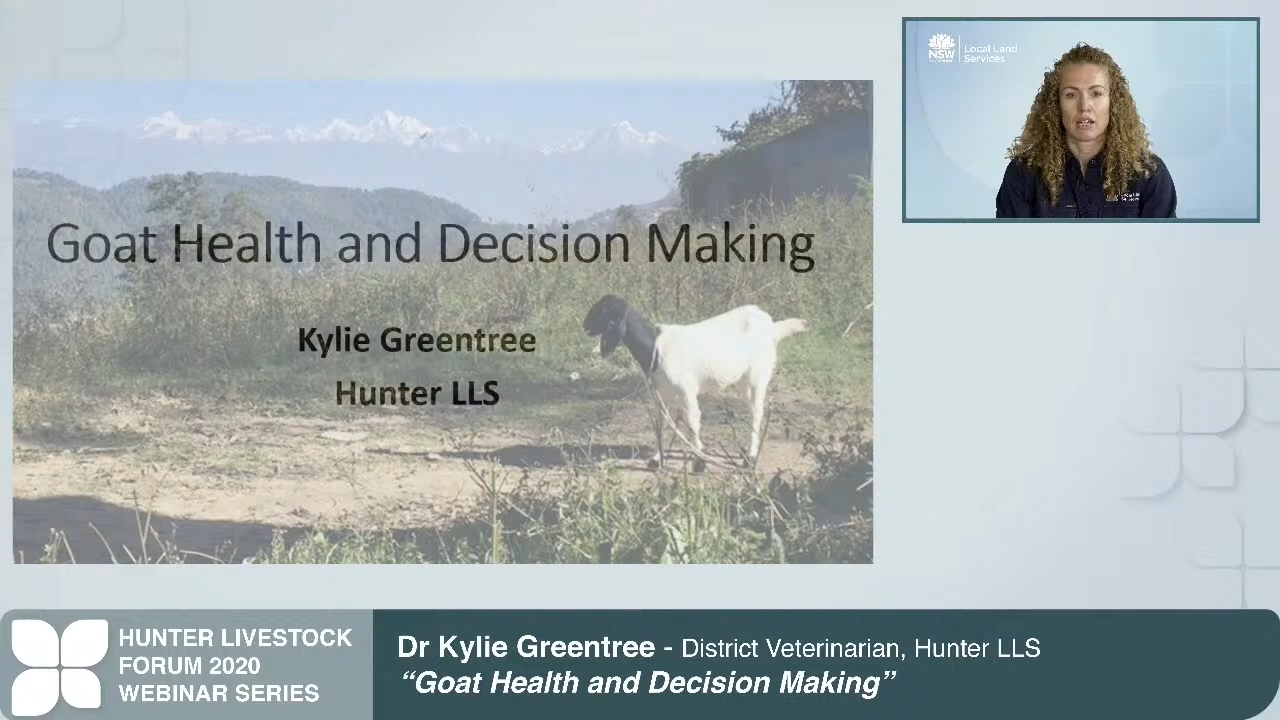 Goat Health and Decision Making
Kylie Greentree
Hunter LLS
NSW
Local Land
Services
HUNTER LIVESTOCK
FORUM 2020
WEBINAR SERIES
Dr Kylie Greentree - District Veterinarian, Hunter LLS
“Goat Health and Decision Making”